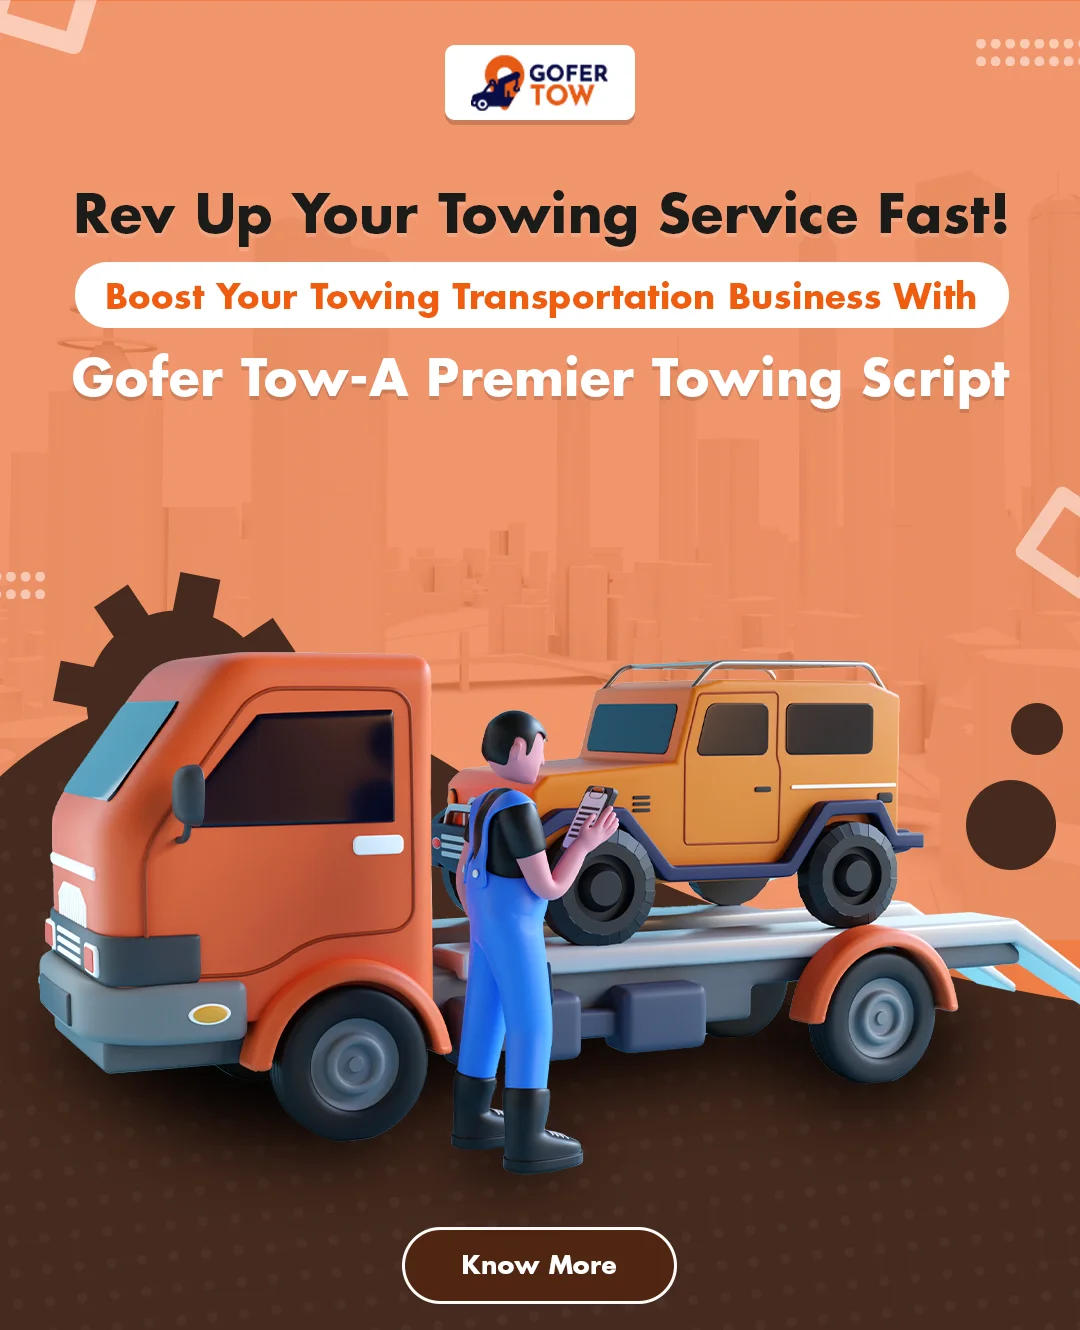 GOFER
TOW
Rev Up Your Towing Service Fast!
Boost Your Towing Transportation Business With
Gofer Tow-A Premier Towing Script
Know More